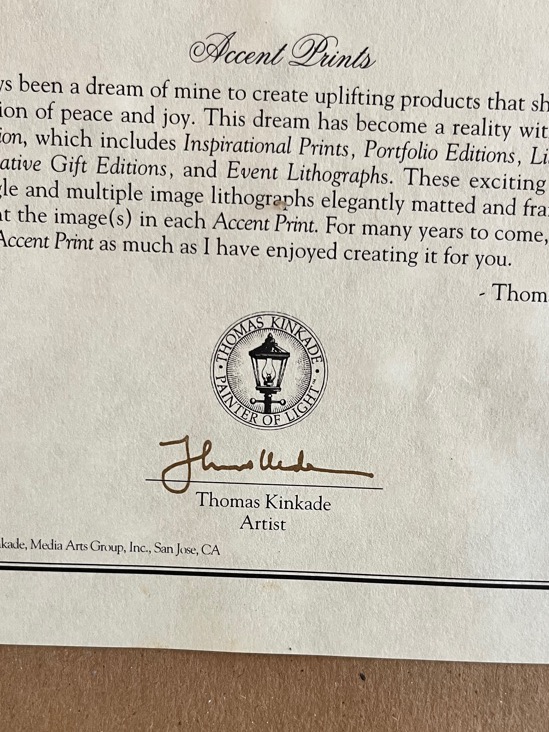 Accent Prints
ys been a dream of mine to create uplifting products that sh
ion of peace and joy. This dream has become a reality wit
ion, which includes Inspirational Prints, Portfolio Editions, Li
ative Gift Editions, and Event Lithographs. These exciting
gle and multiple image lithographs elegantly matted and fra
at the image(s) in each Accent Print. For many years to come,
Accent Print as much as I have enjoyed creating it for you.
- Thom
THOMAS KINKADE
PAINTER OF LIGHT™
Thomas Kinkade
Artist
kade, Media Arts Group, Inc., San Jose, CA